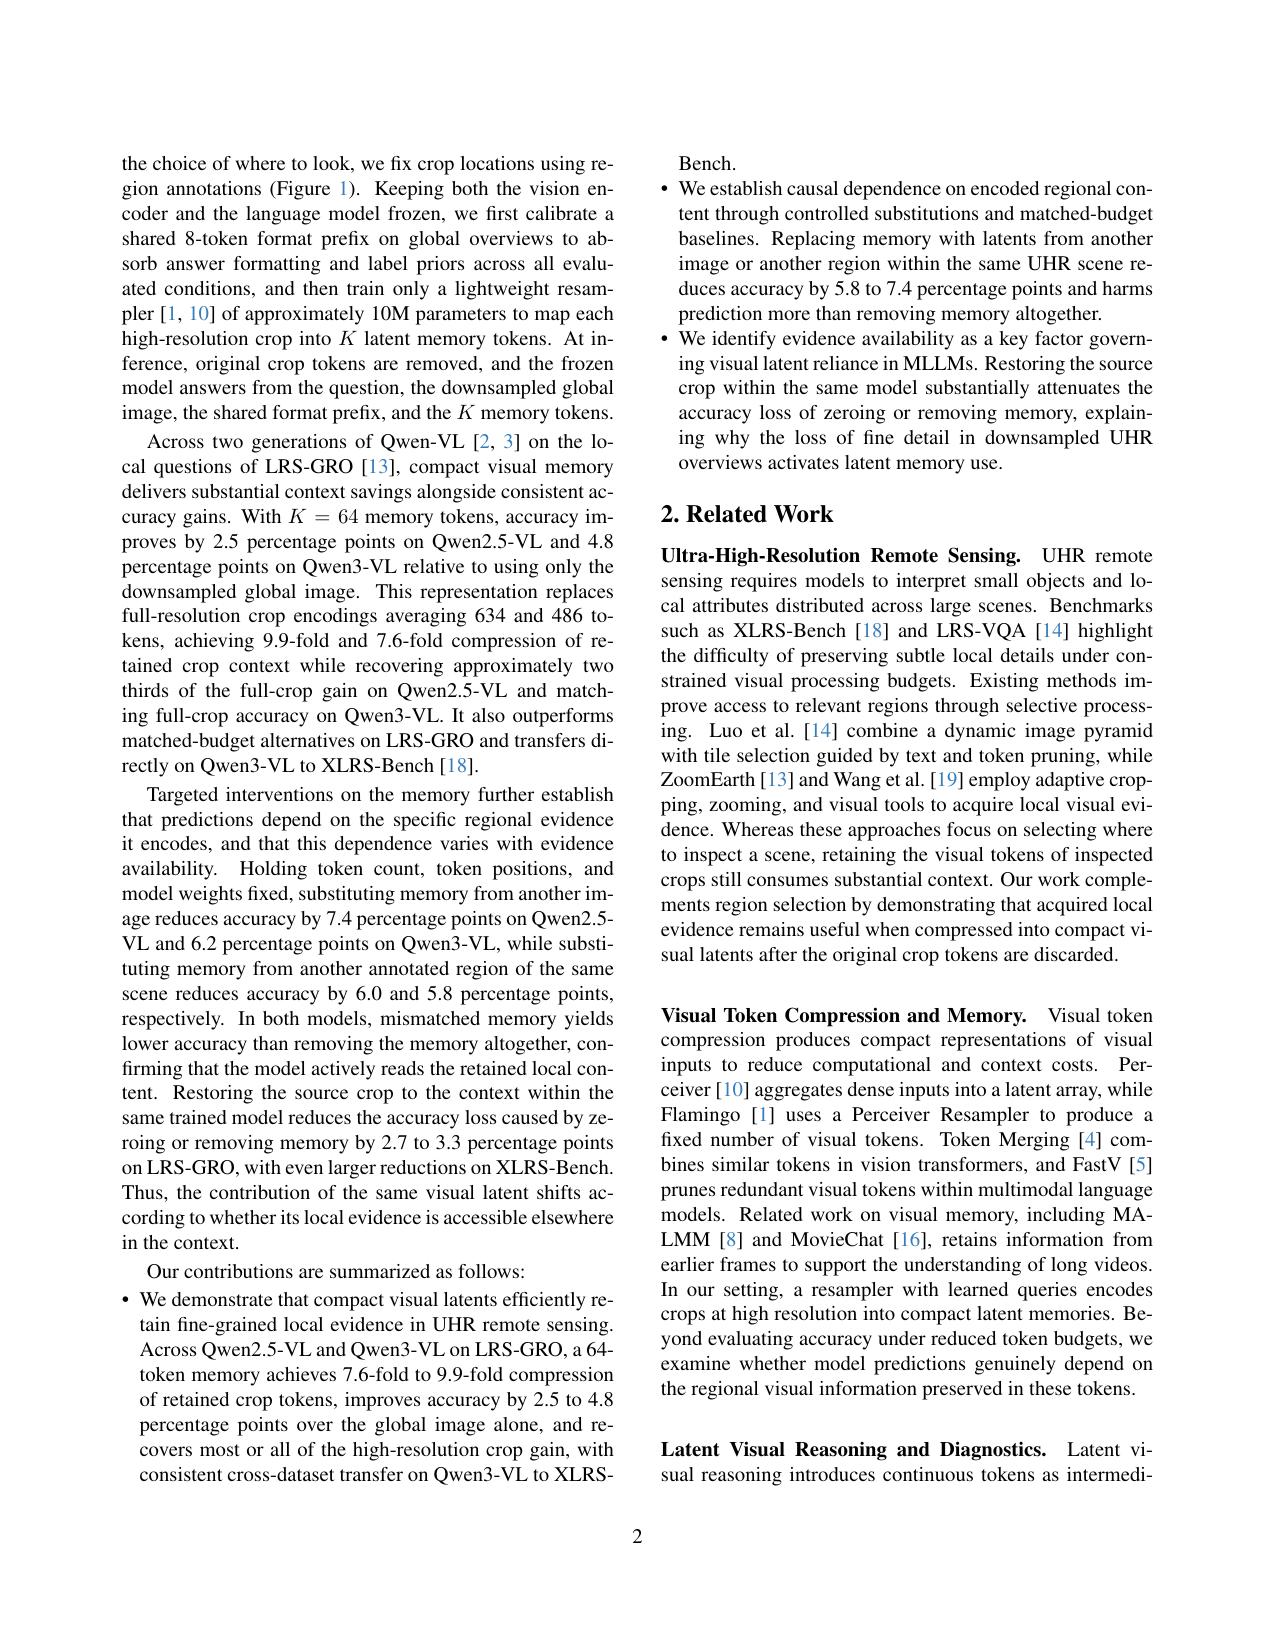 the choice of where to look, we fix crop locations using re-
gion annotations (Figure 1). Keeping both the vision en-
coder and the language model frozen, we first calibrate a
shared 8-token format prefix on global overviews to ab-
sorb answer formatting and label priors across all evalu-
ated conditions, and then train only a lightweight resam-
pler [1, 10] of approximately 10M parameters to map each
high-resolution crop into K latent memory tokens. At in-
ference, original crop tokens are removed, and the frozen
model answers from the question, the downsampled global
image, the shared format prefix, and the K memory tokens.
Across two generations of Qwen-VL [2, 3] on the lo-
cal questions of LRS-GRO [13], compact visual memory
delivers substantial context savings alongside consistent ac-
curacy gains. With K = 64 memory tokens, accuracy im-
proves by 2.5 percentage points on Qwen2.5-VL and 4.8
percentage points on Qwen3-VL relative to using only the
downsampled global image. This representation replaces
full-resolution crop encodings averaging 634 and 486 to-
kens, achieving 9.9-fold and 7.6-fold compression of re-
tained crop context while recovering approximately two
thirds of the full-crop gain on Qwen2.5-VL and match-
ing full-crop accuracy on Qwen3-VL. It also outperforms
matched-budget alternatives on LRS-GRO and transfers di-
rectly on Qwen3-VL to XLRS-Bench [18].
Targeted interventions on the memory further establish
that predictions depend on the specific regional evidence
it encodes, and that this dependence varies with evidence
availability. Holding token count, token positions, and
model weights fixed, substituting memory from another im-
age reduces accuracy by 7.4 percentage points on Qwen2.5-
VL and 6.2 percentage points on Qwen3-VL, while substi-
tuting memory from another annotated region of the same
scene reduces accuracy by 6.0 and 5.8 percentage points,
respectively. In both models, mismatched memory yields
lower accuracy than removing the memory altogether, con-
firming that the model actively reads the retained local con-
tent. Restoring the source crop to the context within the
same trained model reduces the accuracy loss caused by ze-
roing or removing memory by 2.7 to 3.3 percentage points
on LRS-GRO, with even larger reductions on XLRS-Bench.
Thus, the contribution of the same visual latent shifts ac-
cording to whether its local evidence is accessible elsewhere
in the context.
Our contributions are summarized as follows:
• We demonstrate that compact visual latents efficiently re-
tain fine-grained local evidence in UHR remote sensing.
Across Qwen2.5-VL and Qwen3-VL on LRS-GRO, a 64-
token memory achieves 7.6-fold to 9.9-fold compression
of retained crop tokens, improves accuracy by 2.5 to 4.8
percentage points over the global image alone, and re-
covers most or all of the high-resolution crop gain, with
consistent cross-dataset transfer on Qwen3-VL to XLRS-
Bench.
• We establish causal dependence on encoded regional con-
tent through controlled substitutions and matched-budget
baselines. Replacing memory with latents from another
image or another region within the same UHR scene re-
duces accuracy by 5.8 to 7.4 percentage points and harms
prediction more than removing memory altogether.
• We identify evidence availability as a key factor govern-
ing visual latent reliance in MLLMs. Restoring the source
crop within the same model substantially attenuates the
accuracy loss of zeroing or removing memory, explain-
ing why the loss of fine detail in downsampled UHR
overviews activates latent memory use.
2. Related Work
Ultra-High-Resolution Remote Sensing. UHR remote
sensing requires models to interpret small objects and lo-
cal attributes distributed across large scenes. Benchmarks
such as XLRS-Bench [18] and LRS-VQA [14] highlight
the difficulty of preserving subtle local details under con-
strained visual processing budgets. Existing methods im-
prove access to relevant regions through selective process-
ing. Luo et al. [14] combine a dynamic image pyramid
with tile selection guided by text and token pruning, while
ZoomEarth [13] and Wang et al. [19] employ adaptive crop-
ping, zooming, and visual tools to acquire local visual evi-
dence. Whereas these approaches focus on selecting where
to inspect a scene, retaining the visual tokens of inspected
crops still consumes substantial context. Our work comple-
ments region selection by demonstrating that acquired local
evidence remains useful when compressed into compact vi-
sual latents after the original crop tokens are discarded.
Visual Token Compression and Memory. Visual token
compression produces compact representations of visual
inputs to reduce computational and context costs. Per-
ceiver [10] aggregates dense inputs into a latent array, while
Flamingo [1] uses a Perceiver Resampler to produce a
fixed number of visual tokens. Token Merging [4] com-
bines similar tokens in vision transformers, and FastV [5]
prunes redundant visual tokens within multimodal language
models. Related work on visual memory, including MA-
LMM [8] and MovieChat [16], retains information from
earlier frames to support the understanding of long videos.
In our setting, a resampler with learned queries encodes
crops at high resolution into compact latent memories. Be-
yond evaluating accuracy under reduced token budgets, we
examine whether model predictions genuinely depend on
the regional visual information preserved in these tokens.
Latent Visual Reasoning and Diagnostics. Latent vi-
sual reasoning introduces continuous tokens as intermedi-
2